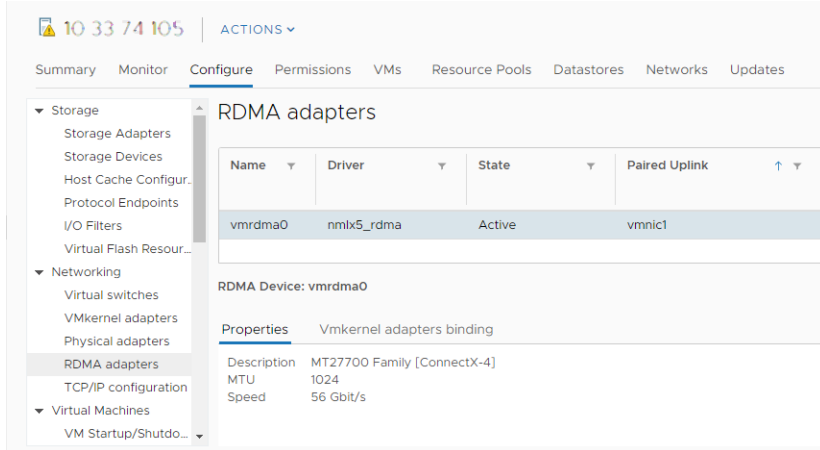 10 33 74 105 ACTIONS
Summary Monitor Configure Permissions VMs Resource Pools Datastores Networks Updates
Storage
Storage Adapters
Storage Devices
Host Cache Configur..
Protocol Endpoints
I/O Filters
Virtual Flash Resour...
Networking
Virtual switches
VMkernel adapters
Physical adapters
RDMA adapters
TCP/IP configuration
Virtual Machines
VM Startup/Shutdo...
RDMA adapters
Name Driver State Paired Uplink
vmrdma0 nmlx5_rdma Active vmnic1
RDMA Device: vmrdma0
Properties Vmkernel adapters binding
Description MT27700 Family [ConnectX-4]
MTU 1024
Speed 56 Gbit/s